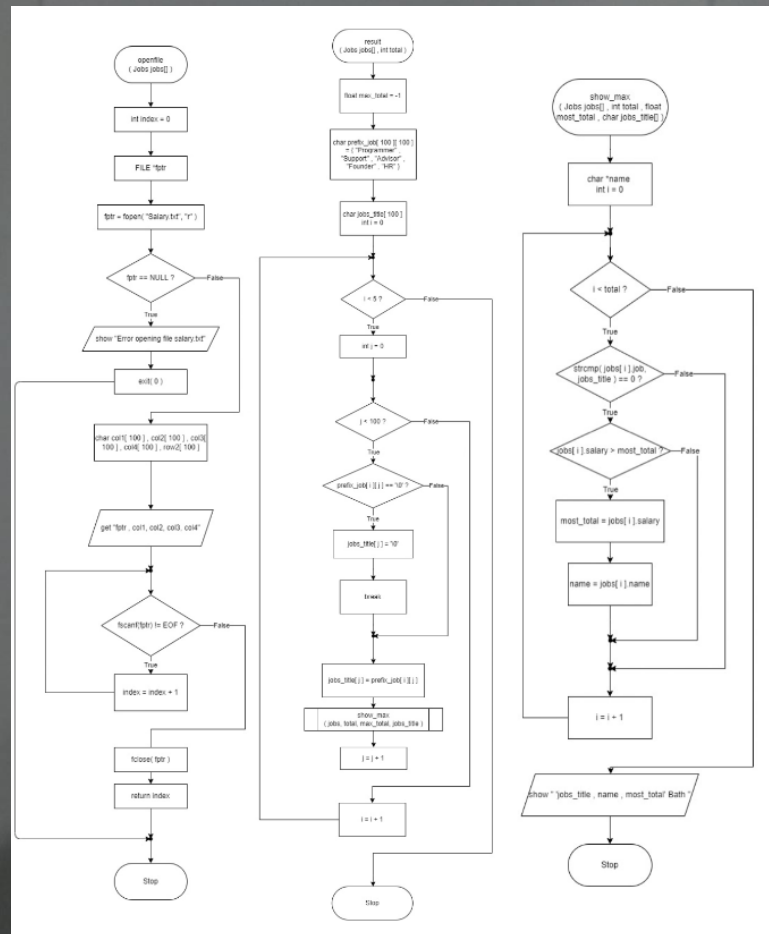 openfile
( Jobs jobs[] )
int index = 0
FILE *fptr
fptr = fopen( "Salary.txt", "r" )
fptr == NULL ?
False
True
show "Error opening file salary.txt"
exit( 0 )
char col1[ 100 ] , col2[ 100 ] , col3[
100 ] , col4[ 100 ] , row2[ 100 ]
get "fptr , col1, col2, col3, col4"
fscanf(fptr) != EOF ?
False
True
index = index + 1
fclose( fptr )
return index
Stop
result
( Jobs jobs[] , int total )
float max_total = -1
char prefix_job[ 100 ][ 100 ]
= { "Programmer" ,
"Support" , "Advisor" ,
"Founder" , "HR" }
char jobs_title[ 100 ]
int i = 0
i < 5 ?
False
True
int j = 0
j < 100 ?
False
True
prefix_job[ i ][ j ] == '\0' ?
False
True
jobs_title[ j ] = '\0'
break
jobs_title[ j ] = prefix_job[ i ][ j ]
show_max
( jobs, total, max_total, jobs_title )
j = j + 1
i = i + 1
Stop
show_max
( Jobs jobs[] , int total , float
most_total , char jobs_title[] )
char *name
int i = 0
i < total ?
False
True
strcmp( jobs[ i ].job,
jobs_title ) == 0 ?
False
True
jobs[ i ].salary > most_total ?
False
True
most_total = jobs[ i ].salary
name = jobs[ i ].name
i = i + 1
show " 'jobs_title , name , most_total' Bath "
Stop